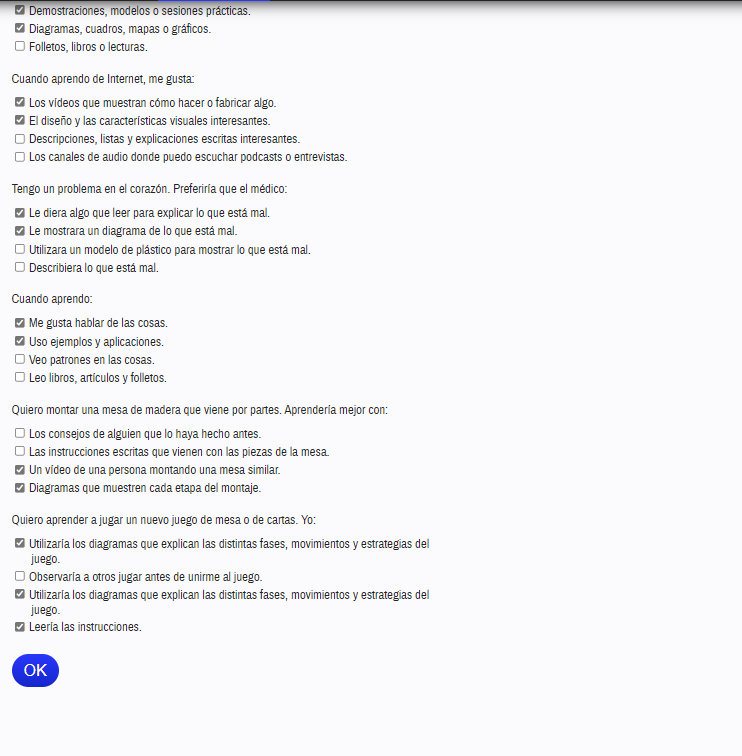 Demostraciones, modelos o sesiones prácticas.
Diagramas, cuadros, mapas o gráficos.
Folletos, libros o lecturas.
Cuando aprendo de Internet, me gusta:
Los vídeos que muestran cómo hacer o fabricar algo.
El diseño y las características visuales interesantes.
Descripciones, listas y explicaciones escritas interesantes.
Los canales de audio donde puedo escuchar podcasts o entrevistas.
Tengo un problema en el corazón. Preferiría que el médico:
Le diera algo que leer para explicar lo que está mal.
Le mostrara un diagrama de lo que está mal.
Utilizara un modelo de plástico para mostrar lo que está mal.
Describiera lo que está mal.
Cuando aprendo:
Me gusta hablar de las cosas.
Uso ejemplos y aplicaciones.
Veo patrones en las cosas.
Leo libros, artículos y folletos.
Quiero montar una mesa de madera que viene por partes. Aprendería mejor con:
Los consejos de alguien que lo haya hecho antes.
Las instrucciones escritas que vienen con las piezas de la mesa.
Un vídeo de una persona montando una mesa similar.
Diagramas que muestren cada etapa del montaje.
Quiero aprender a jugar un nuevo juego de mesa o de cartas. Yo:
Utilizaría los diagramas que explican las distintas fases, movimientos y estrategias del
juego.
Observaría a otros jugar antes de unirme al juego.
Utilizaría los diagramas que explican las distintas fases, movimientos y estrategias del
juego.
Leería las instrucciones.
OK